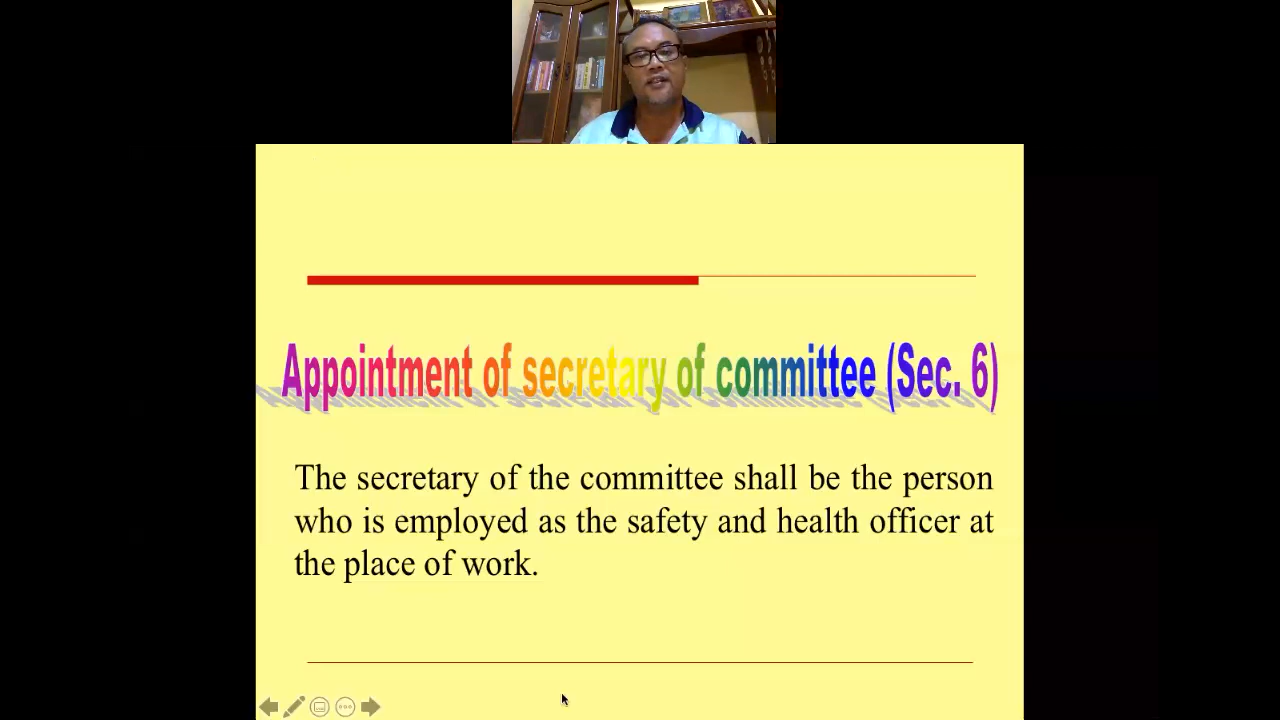 Appointment of secretary of committee (Sec. 6)
The secretary of the committee shall be the person
who is employed as the safety and health officer at
the place of work.